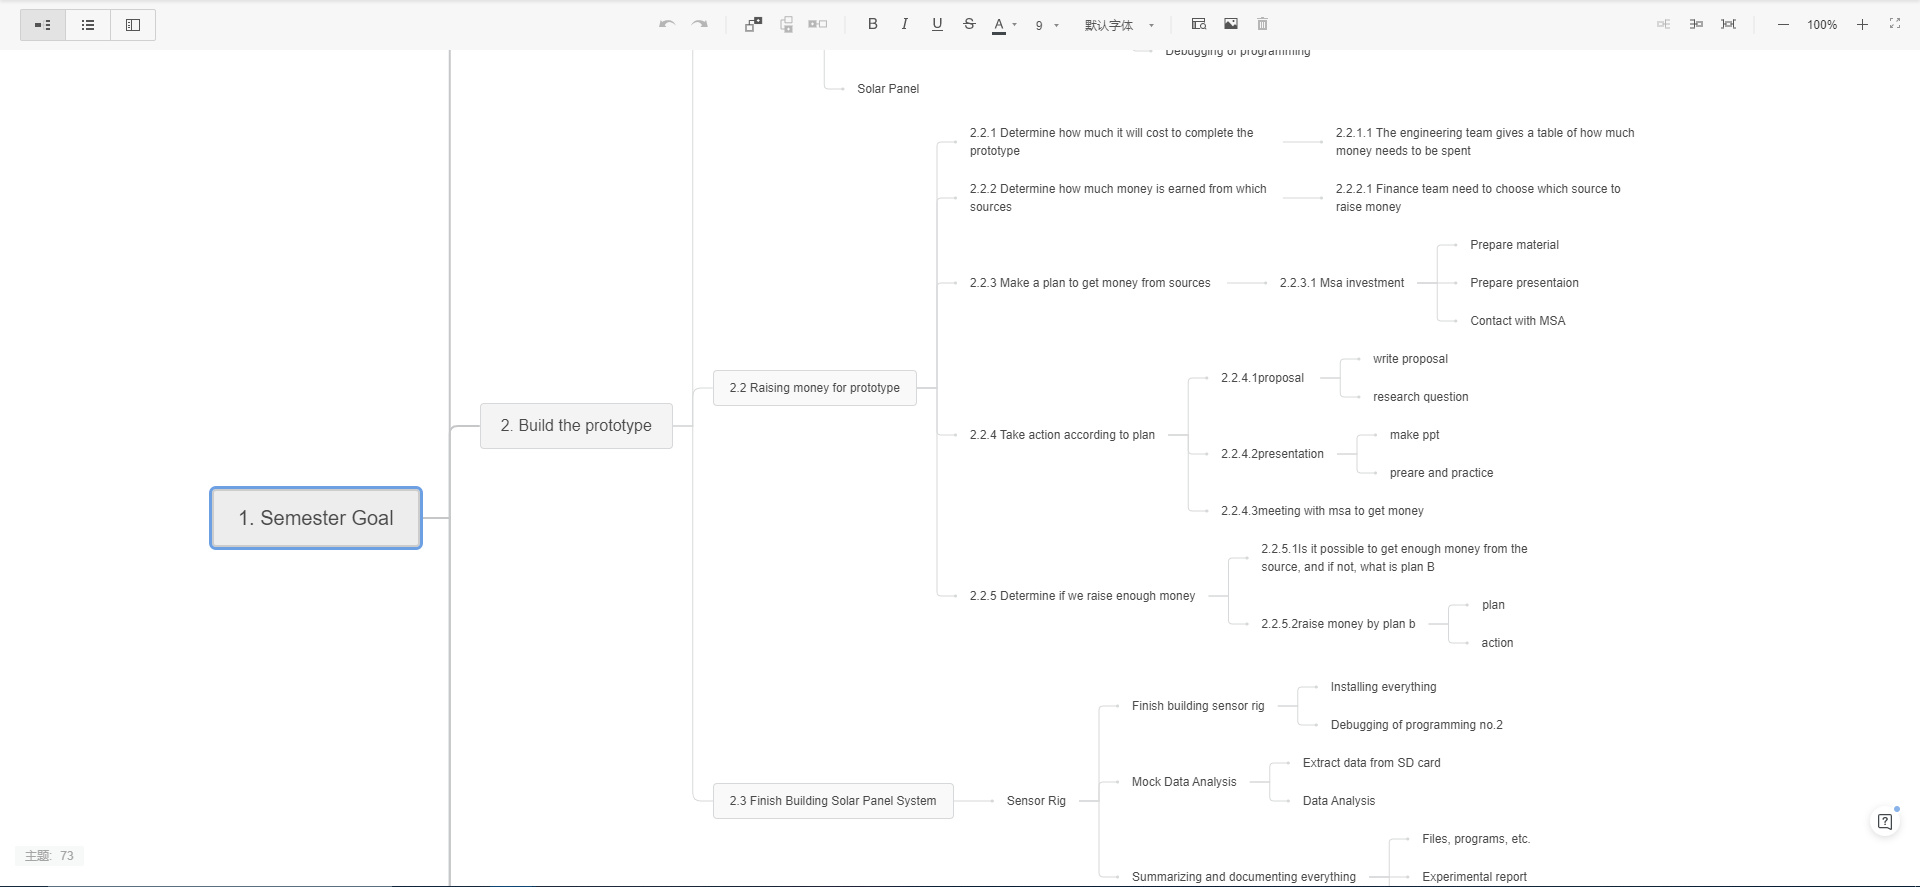 B I U S A 9 默认字体 100%
Debugging of programming
Solar Panel
2.2.1 Determine how much it will cost to complete the
prototype
2.2.1.1 The engineering team gives a table of how much
money needs to be spent
2.2.2 Determine how much money is earned from which
sources
2.2.2.1 Finance team need to choose which source to
raise money
Prepare material
2.2.3 Make a plan to get money from sources
2.2.3.1 Msa investment
Prepare presentaion
Contact with MSA
write proposal
2.2.4.1proposal
research question
2.2 Raising money for prototype
2. Build the prototype
2.2.4 Take action according to plan
make ppt
2.2.4.2presentation
preare and practice
2.2.4.3meeting with msa to get money
1. Semester Goal
2.2.5.1Is it possible to get enough money from the
source, and if not, what is plan B
2.2.5 Determine if we raise enough money
plan
2.2.5.2raise money by plan b
action
Installing everything
Finish building sensor rig
Debugging of programming no.2
Extract data from SD card
Mock Data Analysis
Data Analysis
2.3 Finish Building Solar Panel System
Sensor Rig
Files, programs, etc.
Summarizing and documenting everything
Experimental report
主题: 73